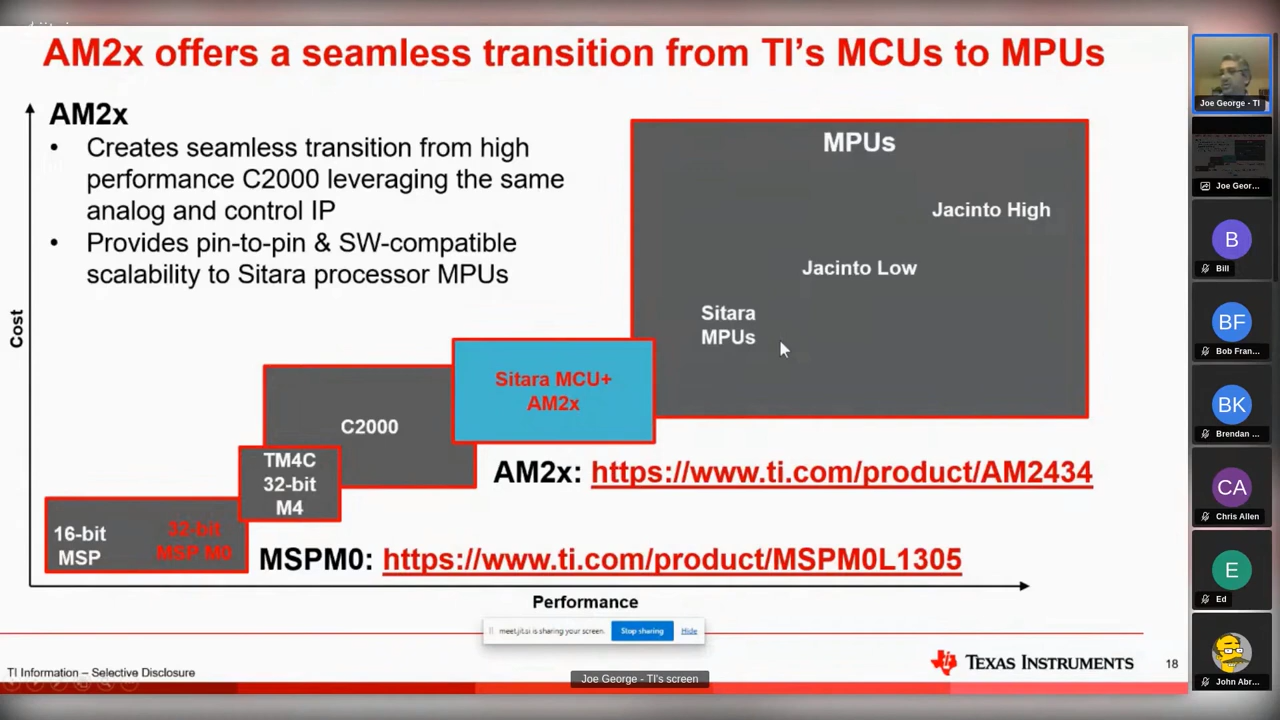 AM2x offers a seamless transition from TI's MCUs to MPUs
AM2x
• Creates seamless transition from high
performance C2000 leveraging the same
analog and control IP
• Provides pin-to-pin & SW-compatible
scalability to Sitara processor MPUs
Cost
MPUs
Jacinto High
Jacinto Low
Sitara
MPUs
Sitara MCU+
AM2x
C2000
TM4C
32-bit
M4
16-bit
MSP
32-bit
MSP M0
AM2x: https://www.ti.com/product/AM2434
MSPM0: https://www.ti.com/product/MSPM0L1305
Performance
meet.jit.si is sharing your screen.
Stop sharing
Hide
TI Information – Selective Disclosure
TEXAS INSTRUMENTS
18
Joe George - TI's screen
Joe George - TI
Joe Geor...
B
Bill
BF
Bob Fran...
BK
Brendan ...
CA
Chris Allen
E
Ed
John Abr...